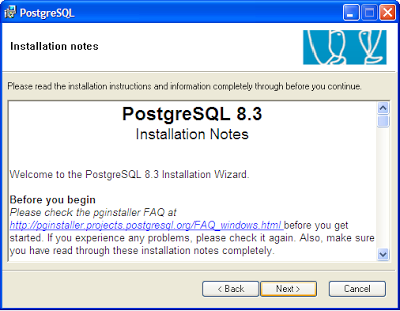 PostgreSQL
Installation notes
Please read the installation instructions and information completely through before you continue.
PostgreSQL 8.3
Installation Notes
Welcome to the PostgreSQL 8.3 Installation Wizard.
Before you begin
Please check the pginstaller FAQ at
http://pginstaller.projects.postgresql.org/FAQ_windows.html before you get
started. If you experience any problems, please check it again. Also, make sure
you have read through these installation notes completely.
< Back
Next >
Cancel